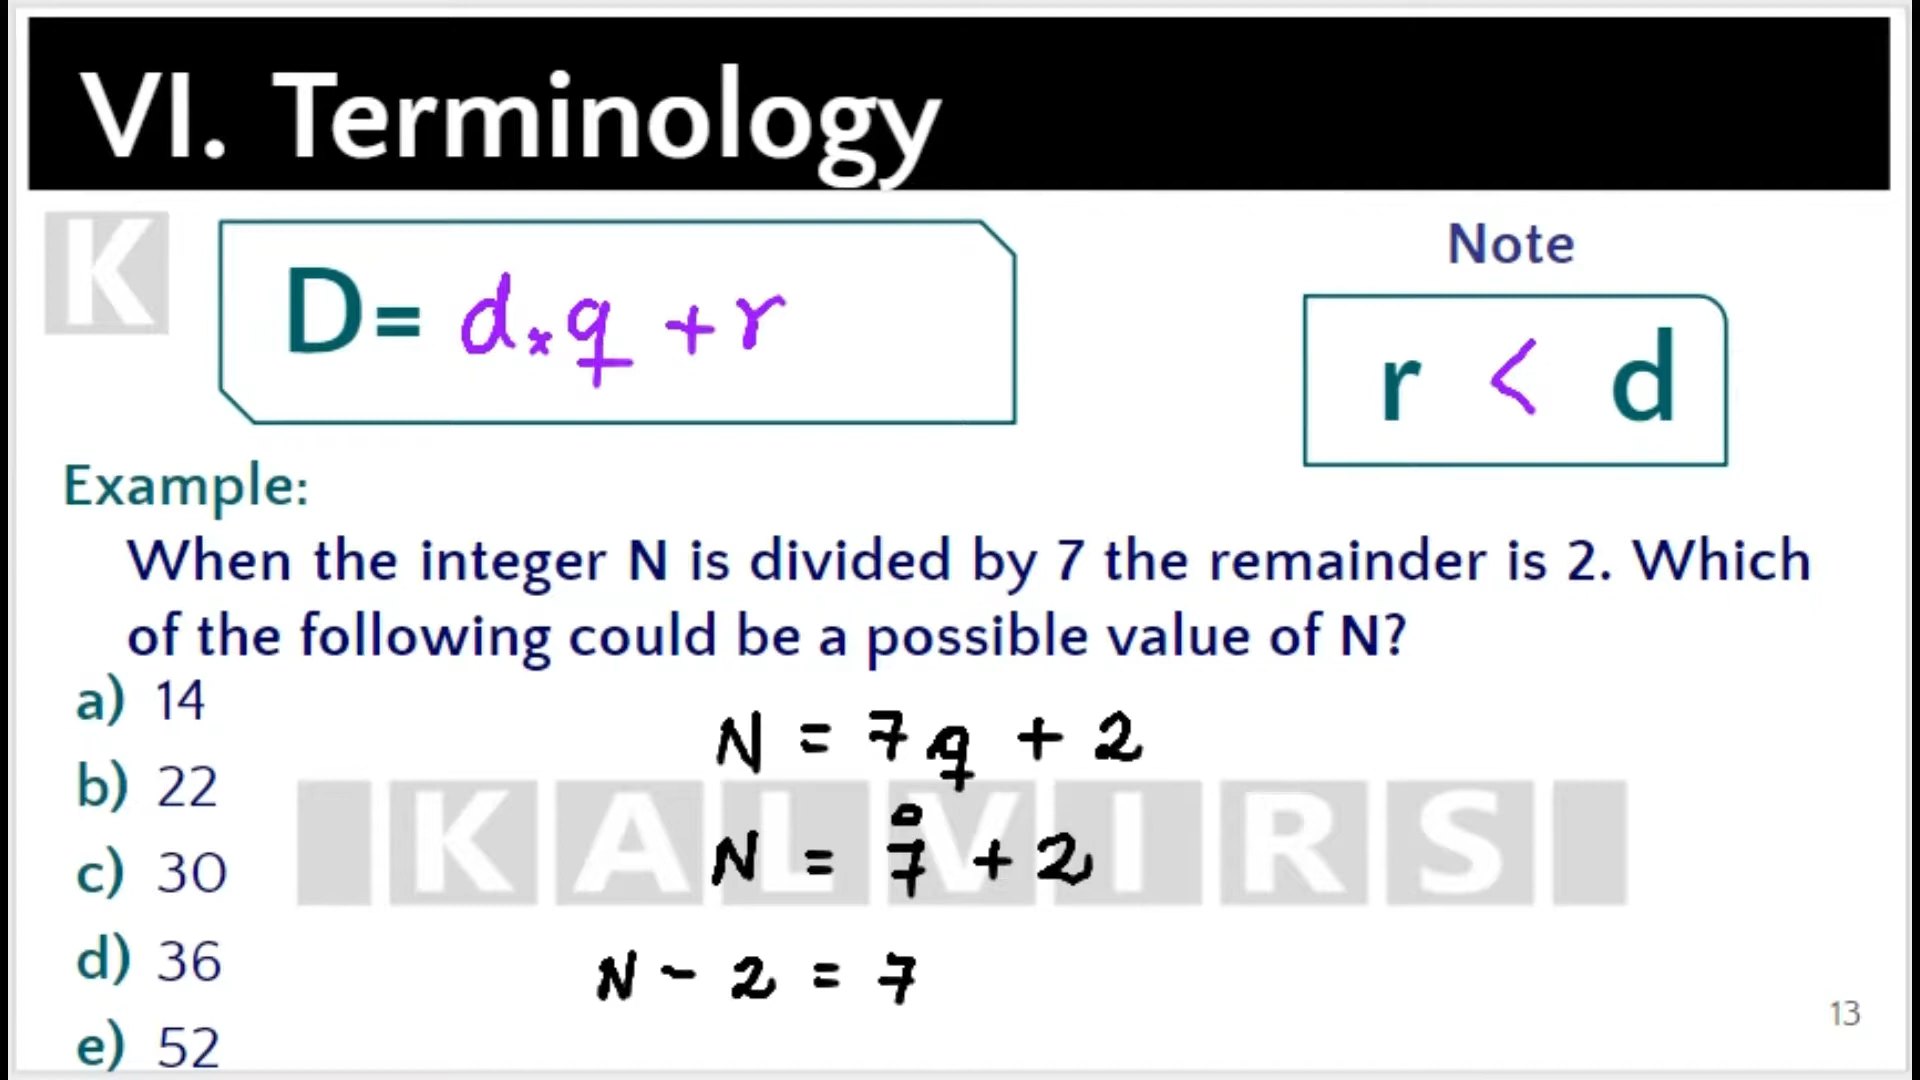 VI. Terminology
K
D= d*q + r
Note
r < d
Example:
When the integer N is divided by 7 the remainder is 2. Which
of the following could be a possible value of N?
a) 14
b) 22
c) 30
d) 36
e) 52
N = 7q + 2
KALVIRS
N = 7̊ + 2
N - 2 = 7
13